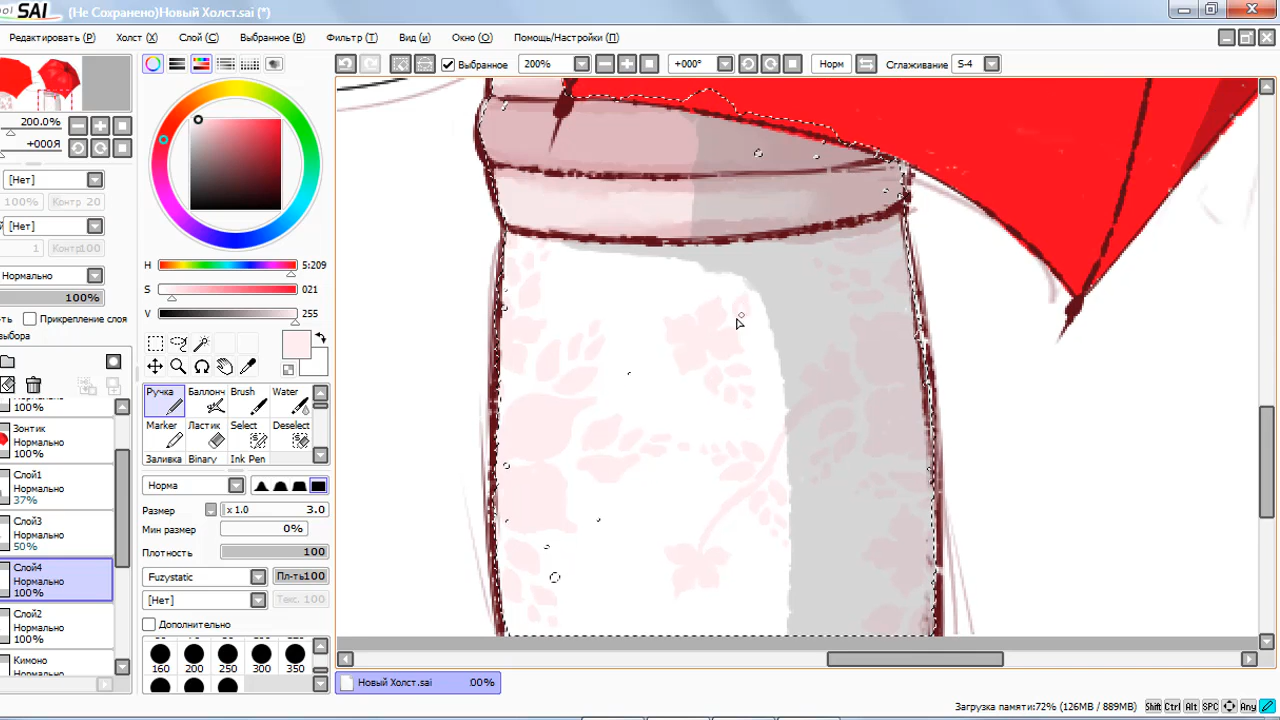 ool SAI (Не Сохранено)Новый Холст.sai (*)
Редактировать (P) Холст (X) Слой (С) Выбранное (B) Фильтр (T) Вид (и) Окно (O) Помощь/Настройки (П)
Выбранное 200% +000° Норм Сглаживание S-4
200.0%
+000Я
[Нет]
100% Контр 20
[Нет]
1 Контр100
Нормально
100%
Прикрепление слоя
выбора
Нормально
100%
Зонтик
Нормально
100%
Слой1
Нормально
37%
Слой3
Нормально
50%
Слой4
Нормально
100%
Слой2
Нормально
100%
Кимоно
Нормально
H 5:209
S 021
V 255
Ручка Баллонч Brush Water
Marker Ластик Select Deselect
Заливка Binary Ink Pen
Норма
Размер x 1.0 3.0
Мин размер 0%
Плотность 100
Fuzystatic Пл-ть100
[Нет] Текс. 100
Дополнительно
160 200 250 300 350
Новый Холст.sai 00%
Загрузка памяти:72% (126MB / 889MB) Shift Ctrl Alt SPC Any